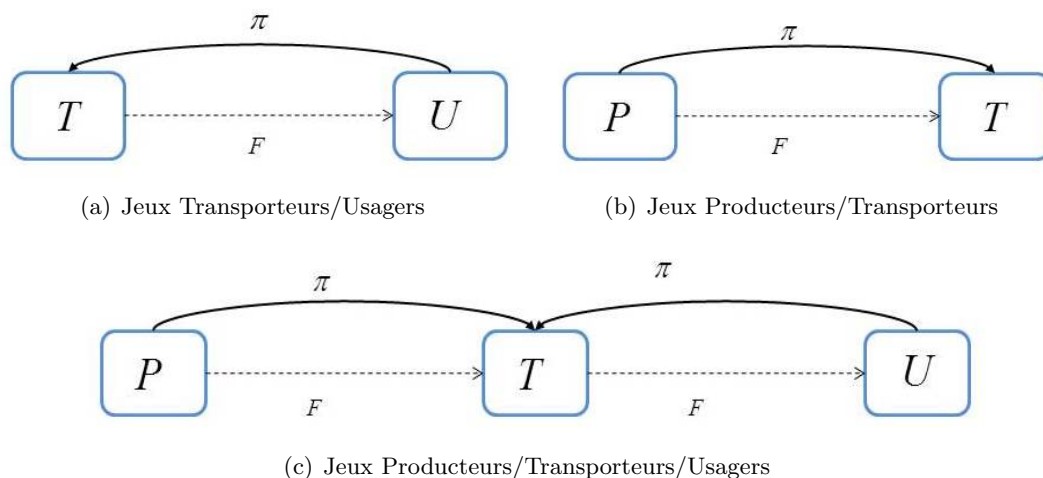 π
π
T
U
P
T
F
F
(a) Jeux Transporteurs/Usagers
(b) Jeux Producteurs/Transporteurs
π
π
P
T
U
F
F
(c) Jeux Producteurs/Transporteurs/Usagers